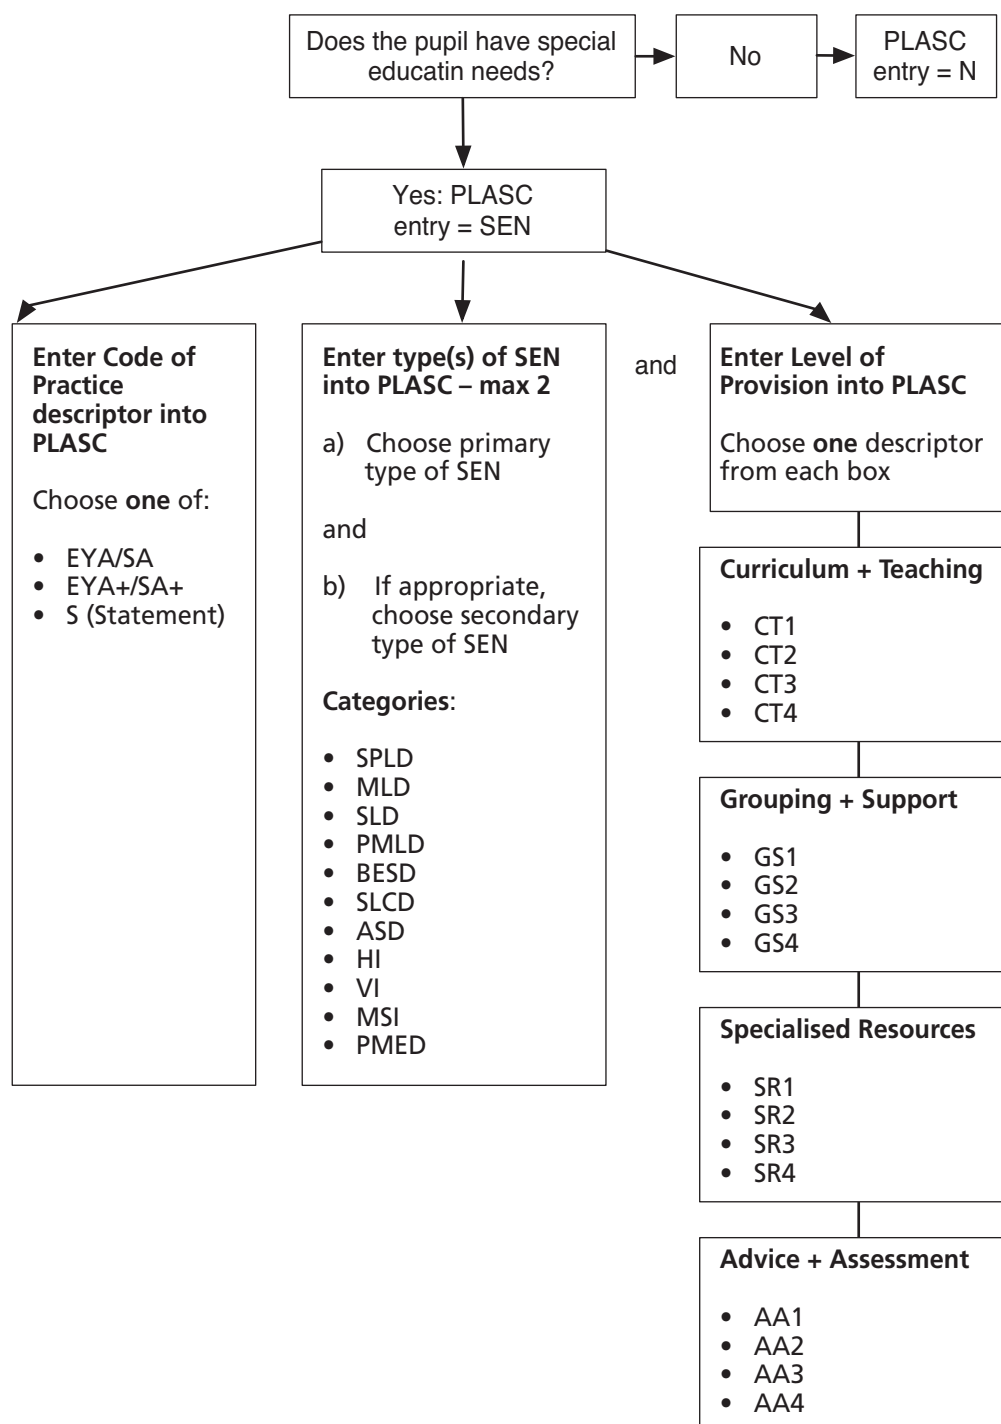 Does the pupil have special
educatin needs?
No
PLASC
entry = N
Yes: PLASC
entry = SEN
Enter Code of
Practice
descriptor into
PLASC
Choose one of:
• EYA/SA
• EYA+/SA+
• S (Statement)
Enter type(s) of SEN
into PLASC – max 2
a) Choose primary
type of SEN
and
b) If appropriate,
choose secondary
type of SEN
Categories:
• SPLD
• MLD
• SLD
• PMLD
• BESD
• SLCD
• ASD
• HI
• VI
• MSI
• PMED
and
Enter Level of
Provision into PLASC
Choose one descriptor
from each box
Curriculum + Teaching
• CT1
• CT2
• CT3
• CT4
Grouping + Support
• GS1
• GS2
• GS3
• GS4
Specialised Resources
• SR1
• SR2
• SR3
• SR4
Advice + Assessment
• AA1
• AA2
• AA3
• AA4